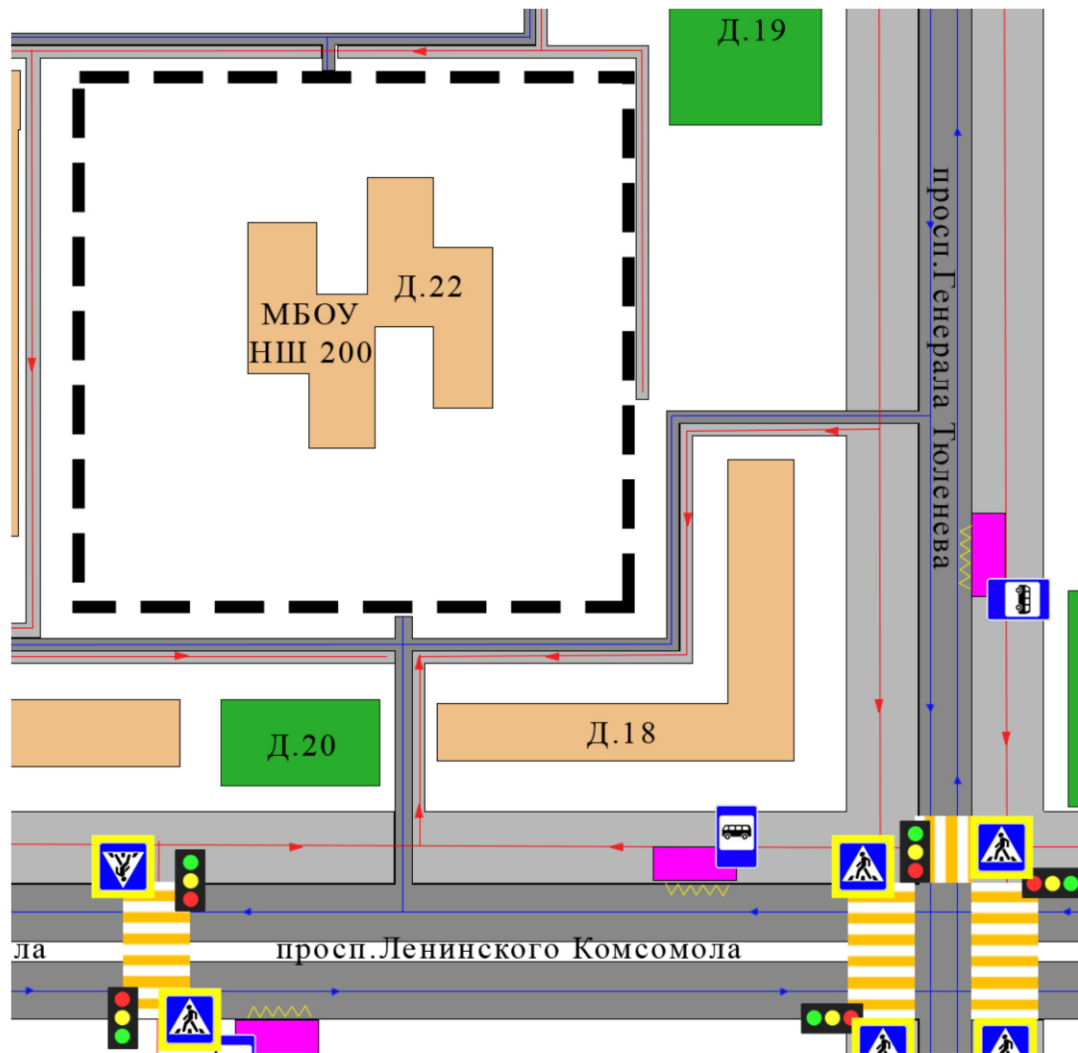 Д.19
просп.Генерала Тюленева
Д.22
МБОУ
НШ 200
Д.18
Д.20
ла
просп.Ленинского Комсомола